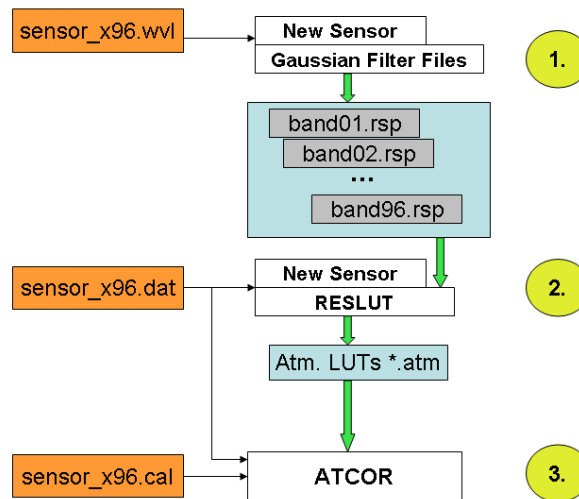 sensor_x96.wvl
New Sensor
Gaussian Filter Files
1.
band01.rsp
band02.rsp
...
band96.rsp
sensor_x96.dat
New Sensor
RESLUT
2.
Atm. LUTs *.atm
sensor_x96.cal
ATCOR
3.